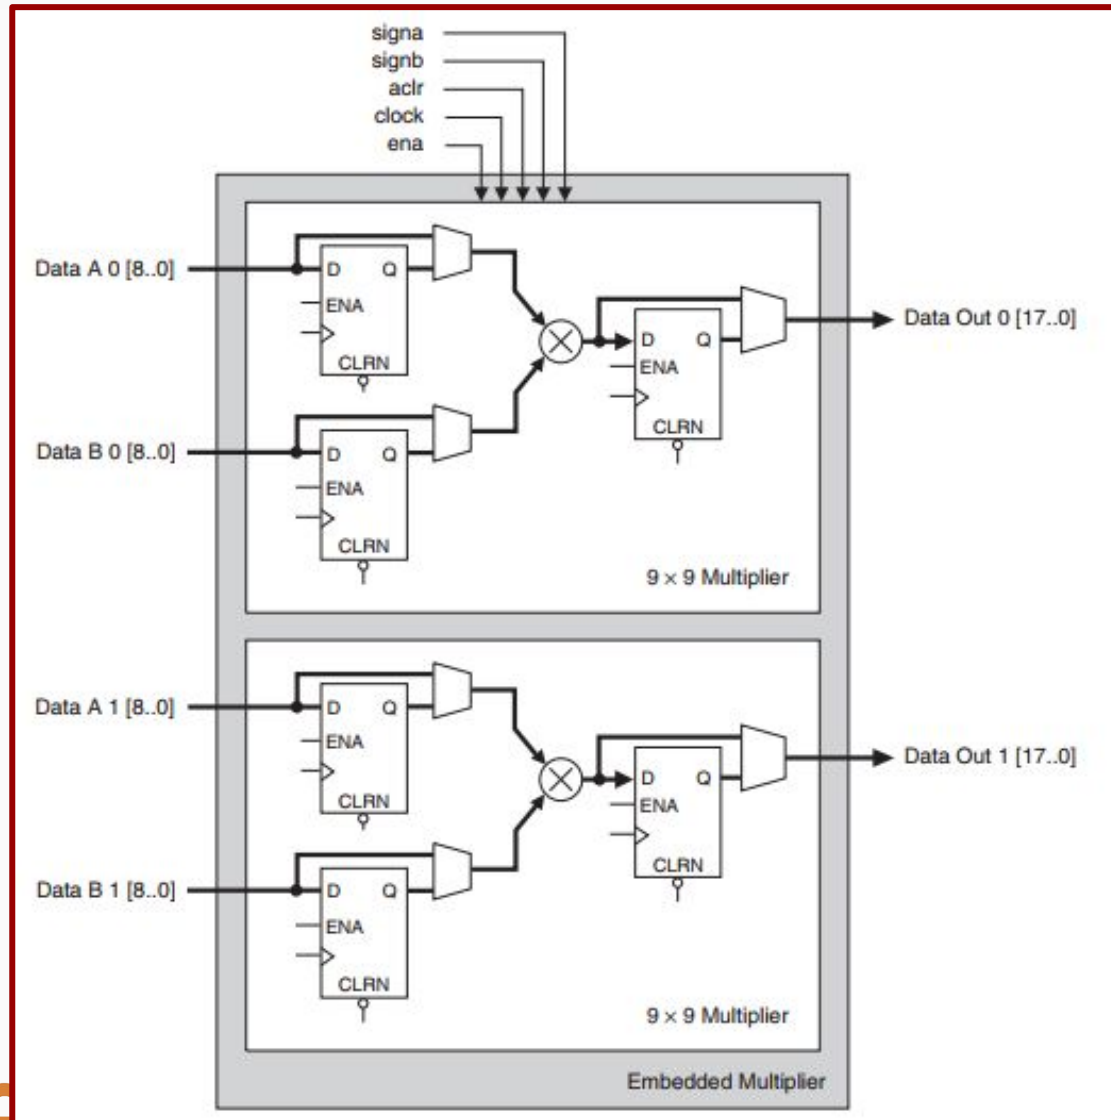 signa
signb
aclr
clock
ena
Data A 0 [8..0]
D Q
ENA
CLRN
Data B 0 [8..0]
D Q
ENA
CLRN
D Q
ENA
CLRN
Data Out 0 [17..0]
9 × 9 Multiplier
Data A 1 [8..0]
D Q
ENA
CLRN
Data B 1 [8..0]
D Q
ENA
CLRN
D Q
ENA
CLRN
Data Out 1 [17..0]
9 × 9 Multiplier
Embedded Multiplier